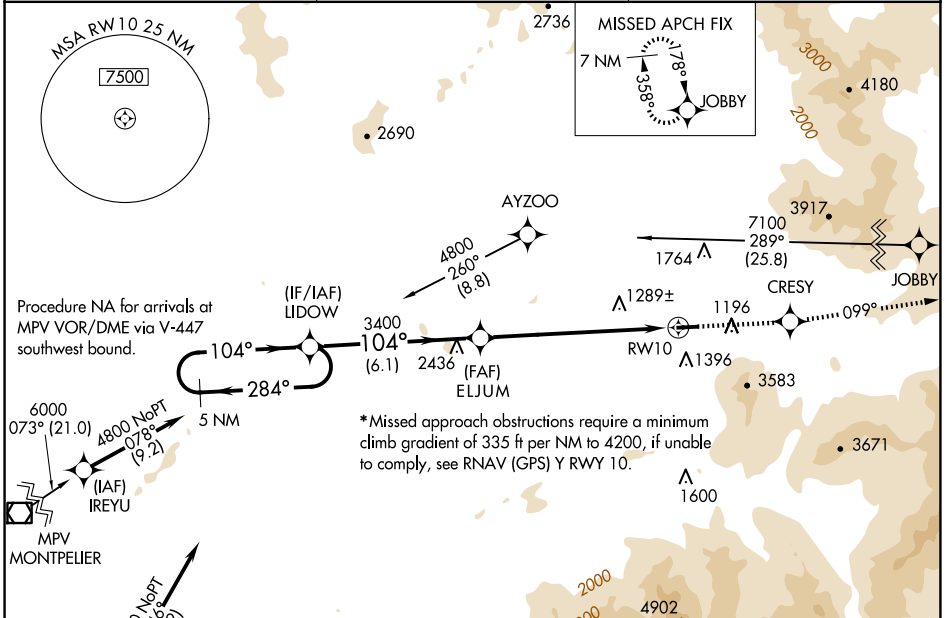 MSA RW10 25 NM
7500
2736
MISSED APCH FIX
7 NM
178°
358°
JOBBY
3000
4180
2000
2690
AYZOO
4800
260°
(8.8)
3917
7100
289°
(25.8)
1764
JOBBY
Procedure NA for arrivals at
MPV VOR/DME via V-447
southwest bound.
(IF/IAF)
LIDOW
3400
104°
(6.1)
104°
284°
5 NM
2436
(FAF)
ELJUM
1289±
RW10
1196
CRESY
099°
1396
3583
6000
073° (21.0)
4800 NoPT
078°
(9.2)
(IAF)
IREYU
MPV
MONTPELIER
*Missed approach obstructions require a minimum
climb gradient of 335 ft per NM to 4200, if unable
to comply, see RNAV (GPS) Y RWY 10.
3671
1600
NoPT
2000
4902